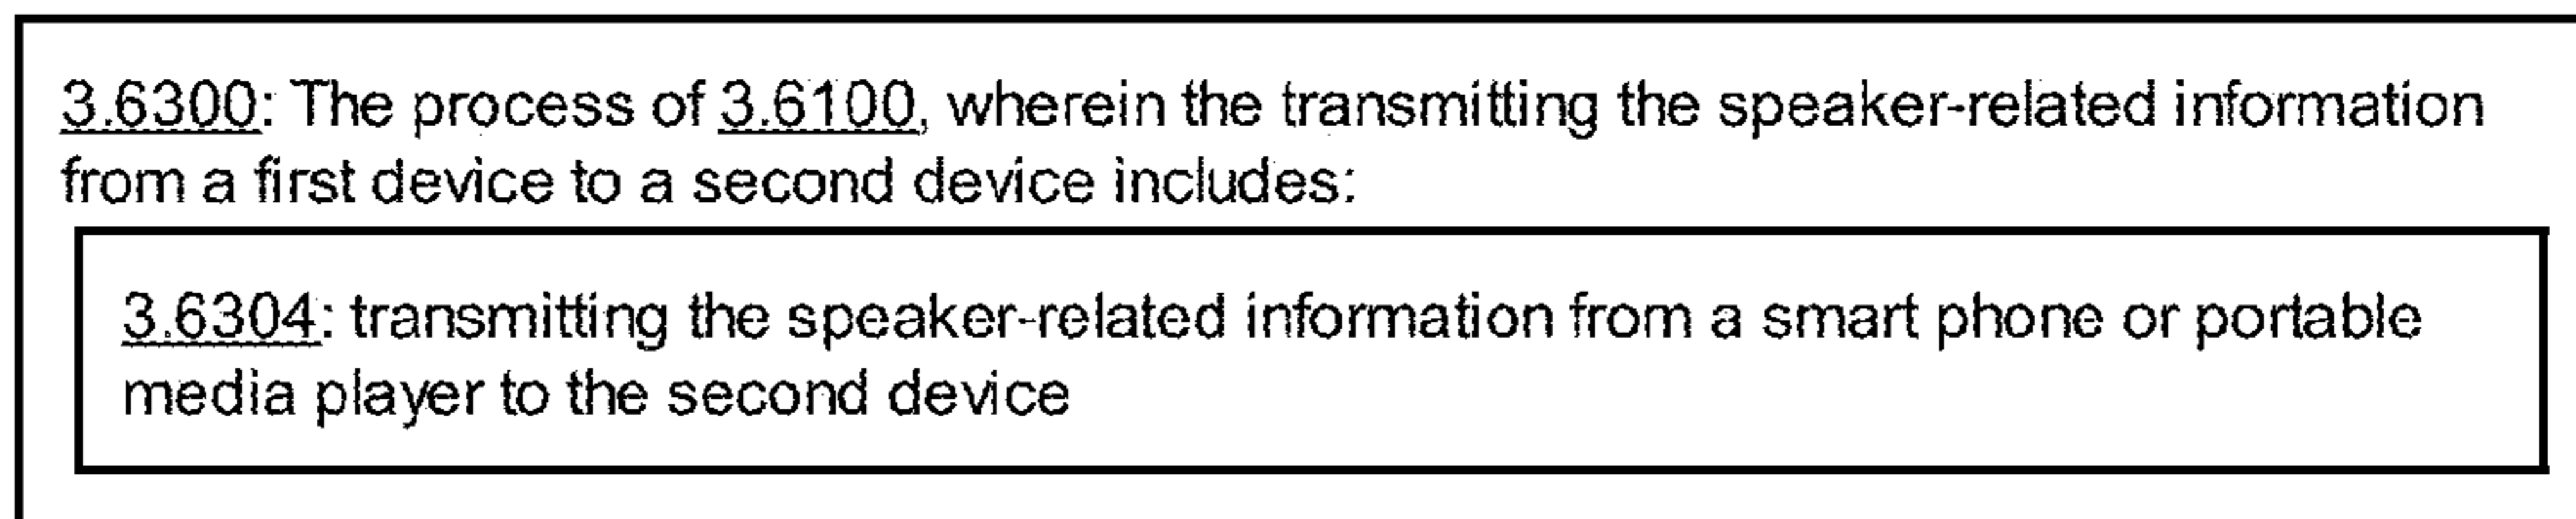 3.6300: The process of 3.6100, wherein the transmitting the speaker-related information
from a first device to a second device includes:
3.6304: transmitting the speaker-related information from a smart phone or portable
media player to the second device